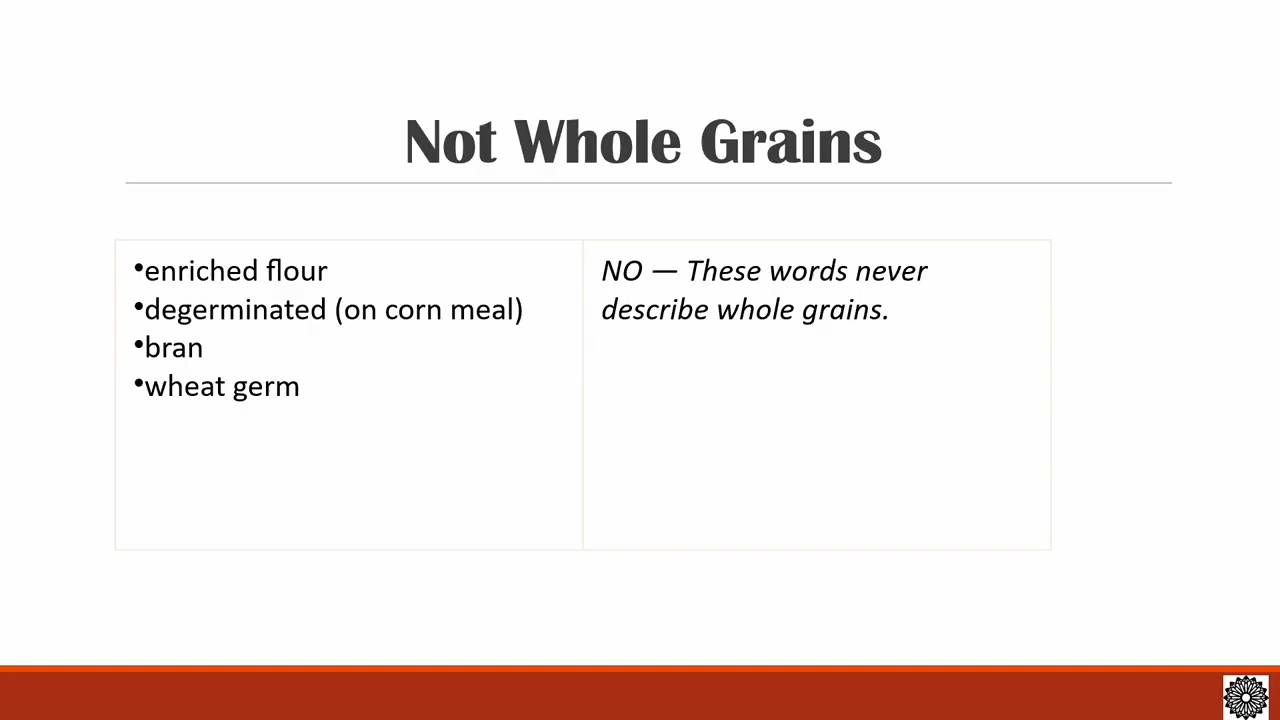 Not Whole Grains
•enriched flour
•degerminated (on corn meal)
•bran
•wheat germ
NO — These words never
describe whole grains.